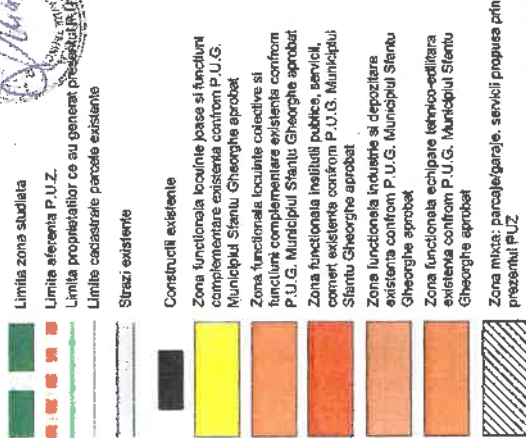 Limita zona studiata
Limita aferenta P.U.Z.
Limita proprietatilor ce au generat prezentul P.U.Z.
Limite cadastrale parcele existente
Strazi existente
Constructii existente
Zona functionala locuinte joase si functiuni
complementare existenta confrom P.U.G.
Municipiul Sfantu Gheorghe aprobat
Zona functionala locuinte colective si
functiuni complementare existenta confrom
P.U.G. Municipiul Sfantu Gheorghe aprobat
Zona functionala institutii publice, servicii,
comert existenta confrom P.U.G. Municipiul
Sfantu Gheorghe aprobat
Zona functionala industrie si depozitare
existenta confrom P.U.G. Municipiul Sfantu
Gheorghe aprobat
Zona functionala echipare tehnico-edilitara
existenta confrom P.U.G. Municipiul Sfantu
Gheorghe aprobat
Zona mixta: parcaje/garaje, servicii propusa prin
prezentul PUZ